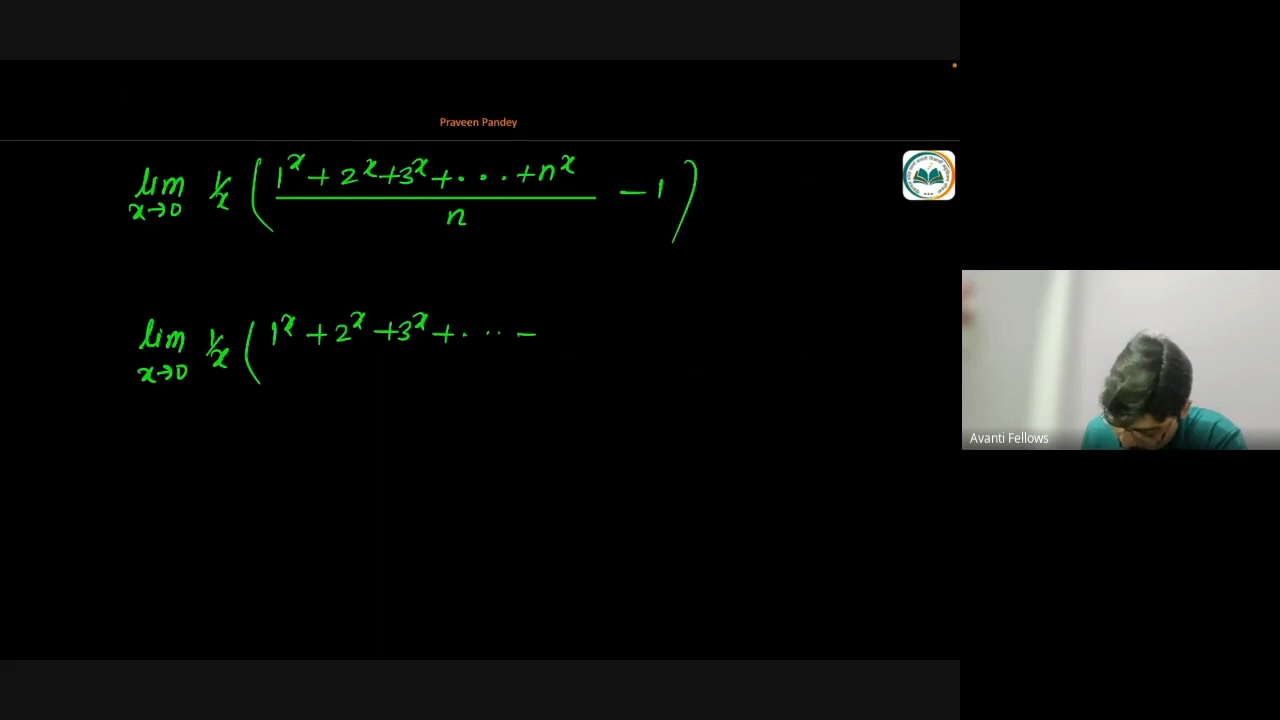 Praveen Pandey
lim x→0 1/x ( (1^x + 2^x + 3^x + . . . + n^x) / n − 1 )
lim x→0 1/x ( 1^x + 2^x + 3^x + . . . −
Avanti Fellows